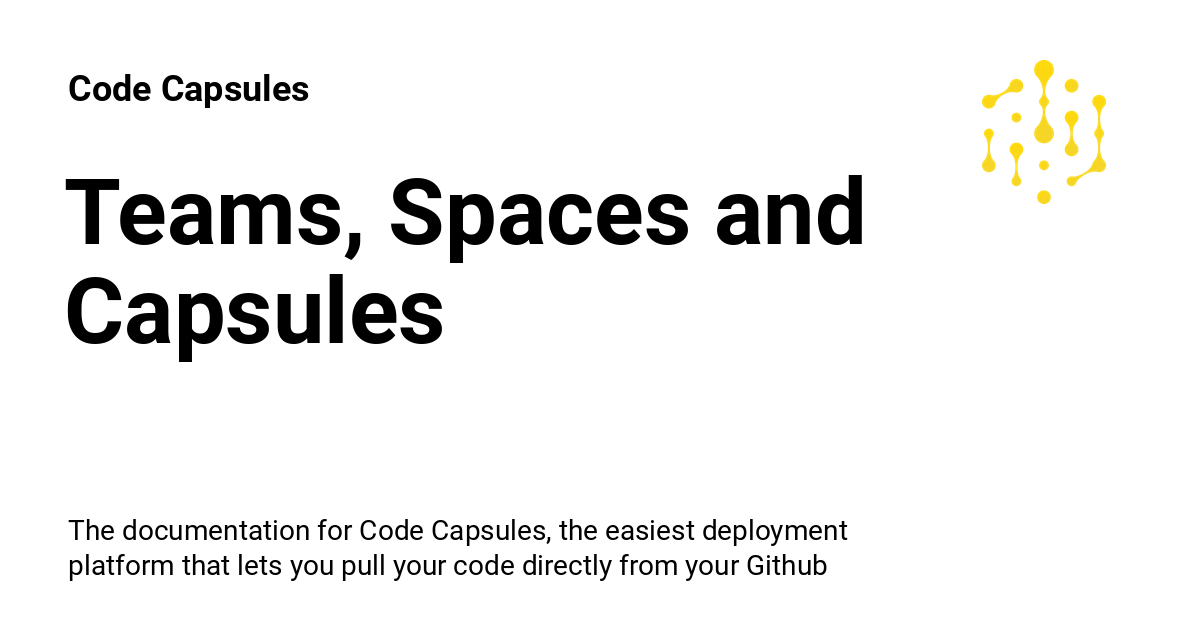 Code Capsules
Teams, Spaces and
Capsules
The documentation for Code Capsules, the easiest deployment
platform that lets you pull your code directly from your Github